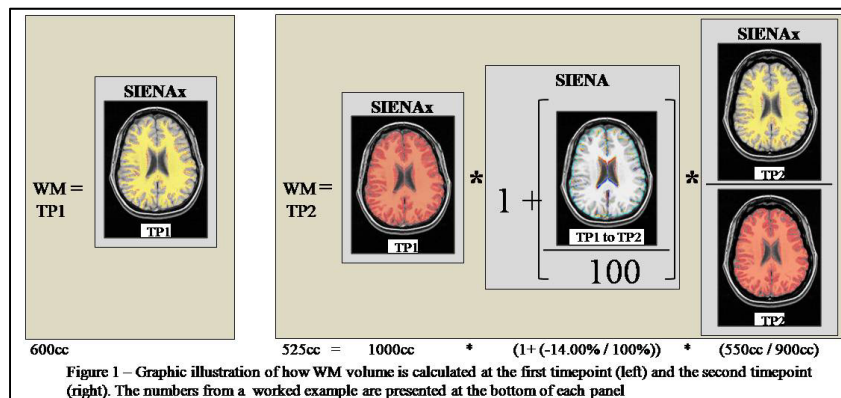 SIENAx
WM =
TP1
TP1
SIENAx
WM =
TP2
TP1
*
SIENA
1 +
TP1 to TP2
100
*
SIENAx
TP2
TP2
600cc
525cc = 1000cc * (1+ (-14.00% / 100%)) * (550cc / 900cc)
Figure 1 – Graphic illustration of how WM volume is calculated at the first timepoint (left) and the second timepoint
(right). The numbers from a worked example are presented at the bottom of each panel